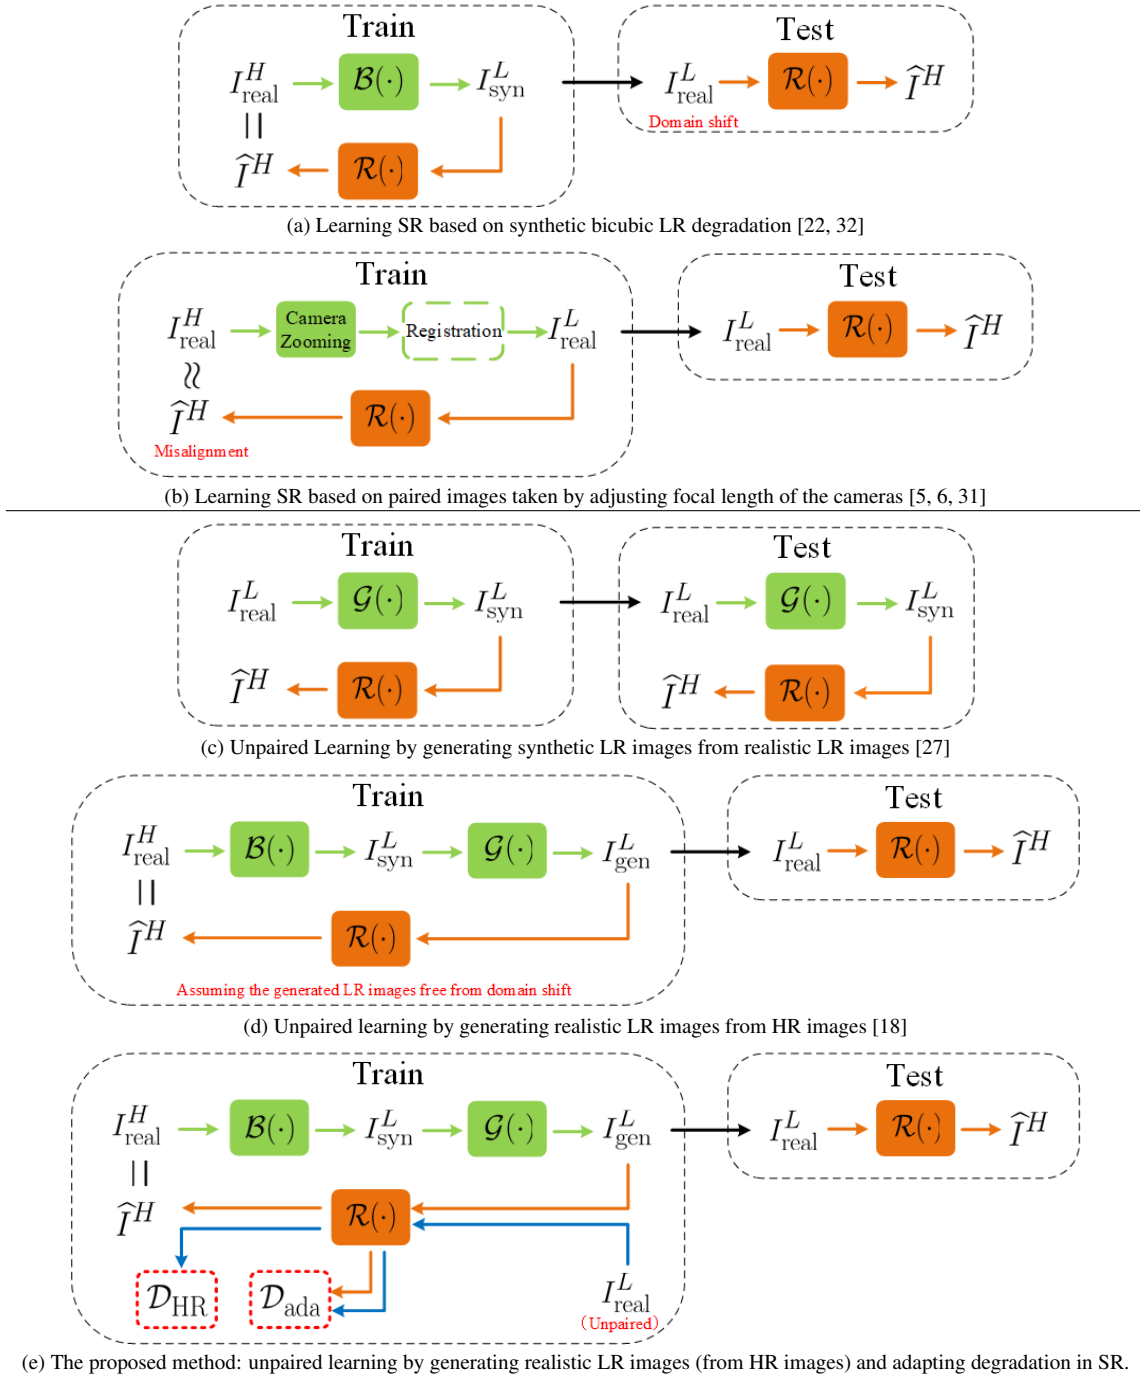 Train
Test
I^H_real B(·) I^L_syn I^L_real R(·) Î^H
Domain shift
Î^H R(·)
(a) Learning SR based on synthetic bicubic LR degradation [22, 32]
Train
Test
I^H_real Camera Zooming Registration I^L_real I^L_real R(·) Î^H
Î^H R(·)
Misalignment
(b) Learning SR based on paired images taken by adjusting focal length of the cameras [5, 6, 31]
Train
Test
I^L_real G(·) I^L_syn I^L_real G(·) I^L_syn
Î^H R(·) Î^H R(·)
(c) Unpaired Learning by generating synthetic LR images from realistic LR images [27]
Train
Test
I^H_real B(·) I^L_syn G(·) I^L_gen I^L_real R(·) Î^H
Î^H R(·)
Assuming the generated LR images free from domain shift
(d) Unpaired learning by generating realistic LR images from HR images [18]
Train
Test
I^H_real B(·) I^L_syn G(·) I^L_gen I^L_real R(·) Î^H
Î^H R(·)
D_HR D_ada I^L_real
(Unpaired)
(e) The proposed method: unpaired learning by generating realistic LR images (from HR images) and adapting degradation in SR.